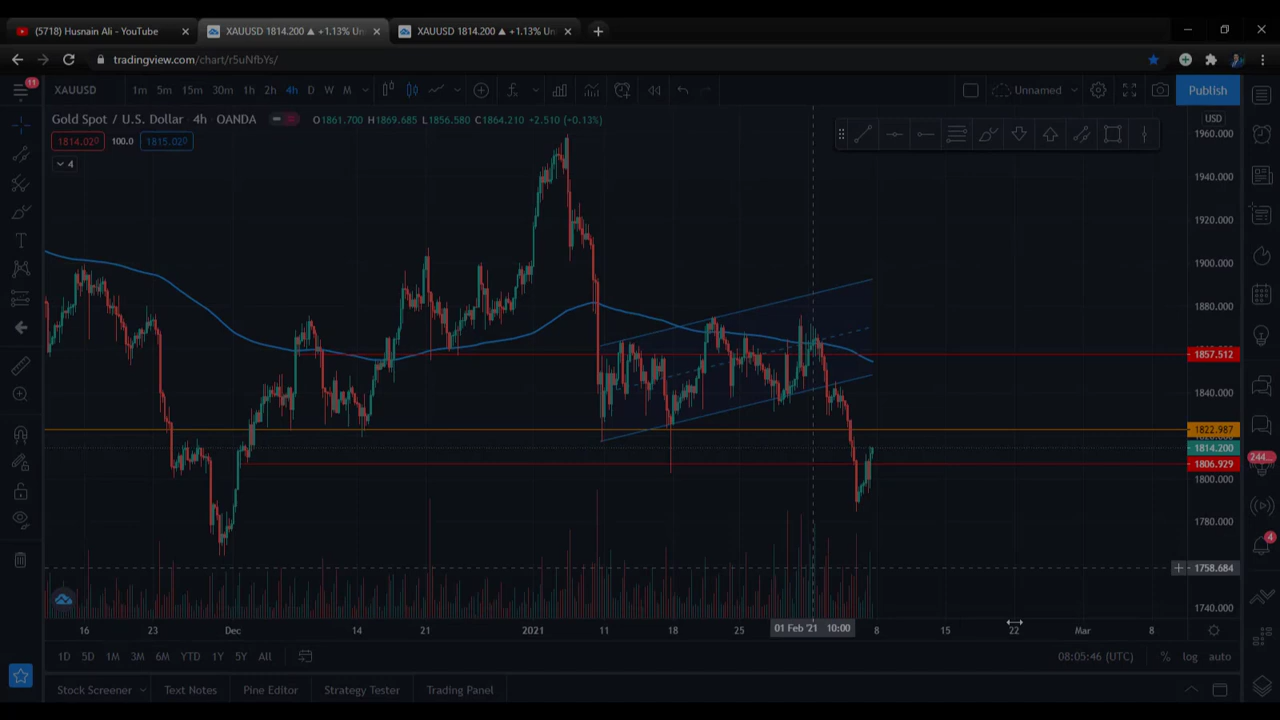 (5718) Husnain Ali - YouTube
XAUUSD 1814.200 ▲ +1.13% Un
XAUUSD 1814.200 ▲ +1.13% Un
tradingview.com/chart/r5uNfbYs/
11
XAUUSD
1m 5m 15m 30m 1h 2h 4h D W M
Unnamed
Publish
Gold Spot / U.S. Dollar 4h OANDA
O1861.700 H1869.685 L1856.580 C1864.210 +2.510 (+0.13%)
USD
1814.020 100.0 1815.020
4
1960.000
1940.000
1920.000
1900.000
1880.000
1857.512
1840.000
1822.987
1814.200
1806.929
1800.000
1780.000
1758.684
1740.000
244...
4
16 23 Dec 14 21 2021 11 18 25 01 Feb '21 10:00 8 15 22 Mar 8
1D 5D 1M 3M 6M YTD 1Y 5Y All
08:05:46 (UTC) % log auto
Stock Screener Text Notes Pine Editor Strategy Tester Trading Panel